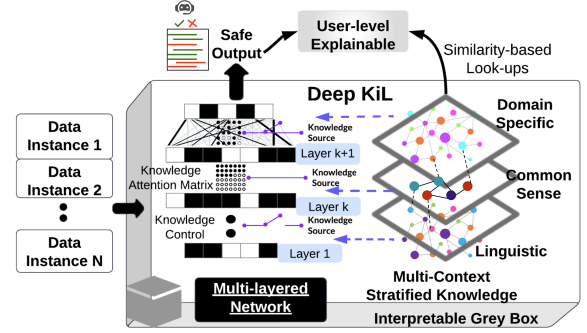 Safe
Output
User-level
Explainable
Similarity-based
Look-ups
Deep KiL
Domain
Specific
Data
Instance 1
Data
Instance 2
Data
Instance N
Knowledge
Source
Layer k+1
Knowledge
Attention Matrix
Knowledge
Source
Common
Sense
Layer k
Knowledge
Control
Knowledge
Source
Layer 1
Linguistic
Multi-layered
Network
Multi-Context
Stratified Knowledge
Interpretable Grey Box